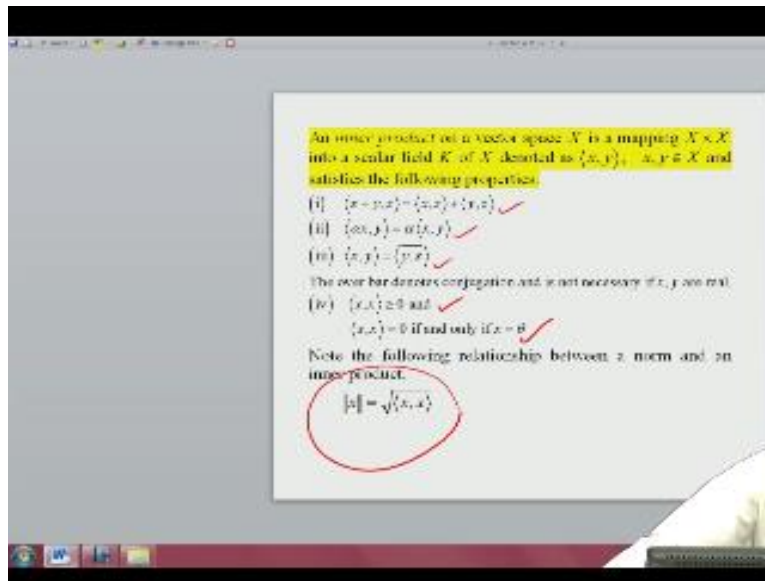 An inner product on a vector space X is a mapping X × X
into a scalar field K of X denoted as ⟨x, y⟩, x, y ∈ X and
satisfies the following properties.
(i) ⟨x + y, z⟩ = ⟨x, z⟩ + ⟨y, z⟩
(ii) ⟨αx, y⟩ = α⟨x, y⟩
(iii) ⟨x, y⟩ = \overline{⟨y, x⟩}
The over bar denotes conjugation and is not necessary if x, y are real.
(iv) ⟨x, x⟩ ≥ 0 and
⟨x, x⟩ = 0 if and only if x = θ
Note the following relationship between a norm and an
inner product.
‖x‖ = √⟨x, x⟩
W